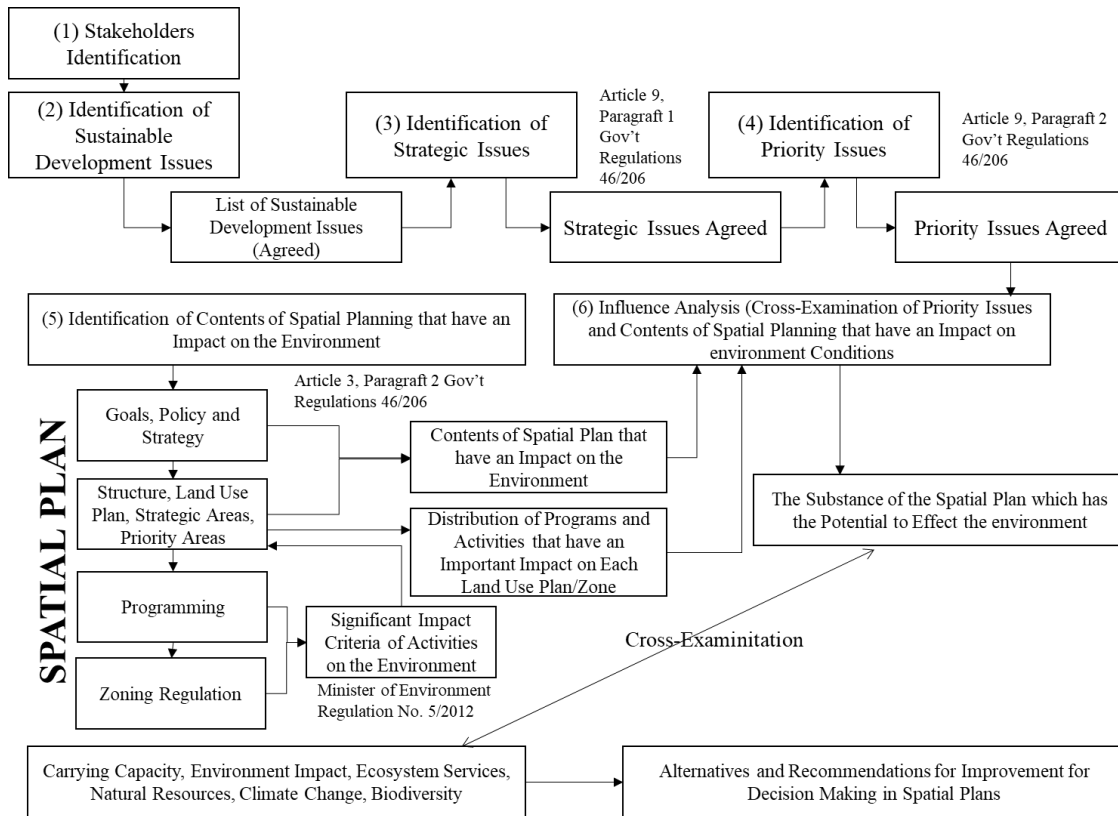 (1) Stakeholders
Identification
(2) Identification of
Sustainable
Development Issues
List of Sustainable
Development Issues
(Agreed)
(3) Identification of
Strategic Issues
Article 9,
Paragraft 1
Gov't
Regulations
46/206
Strategic Issues Agreed
(4) Identification of
Priority Issues
Article 9, Paragraft 2
Gov't Regulations
46/206
Priority Issues Agreed
(5) Identification of Contents of Spatial Planning that have an
Impact on the Environment
(6) Influence Analysis (Cross-Examination of Priority Issues
and Contents of Spatial Planning that have an Impact on
environment Conditions
Article 3, Paragraft 2 Gov't
Regulations 46/206
SPATIAL PLAN
Goals, Policy and
Strategy
Structure, Land Use
Plan, Strategic Areas,
Priority Areas
Programming
Zoning Regulation
Contents of Spatial Plan that
have an Impact on the
Environment
Distribution of Programs and
Activities that have an
Important Impact on Each
Land Use Plan/Zone
Significant Impact
Criteria of Activities
on the Environment
Minister of Environment
Regulation No. 5/2012
The Substance of the Spatial Plan which has
the Potential to Effect the environment
Cross-Examinitation
Carrying Capacity, Environment Impact, Ecosystem Services,
Natural Resources, Climate Change, Biodiversity
Alternatives and Recommendations for Improvement for
Decision Making in Spatial Plans